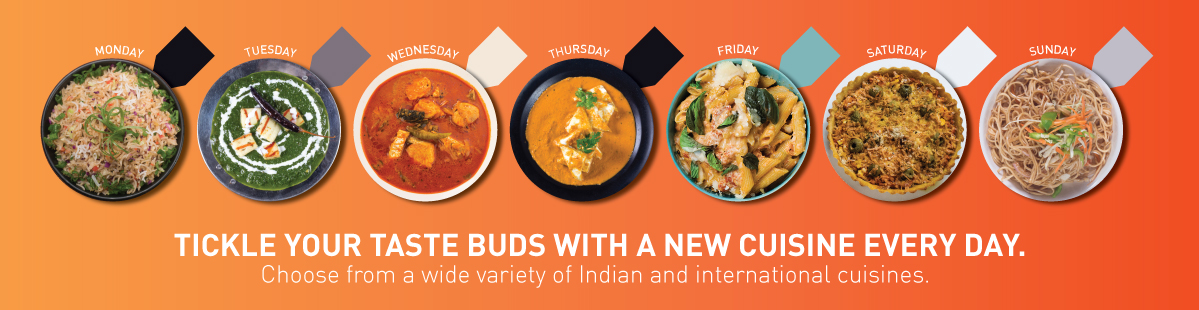 MONDAY
TUESDAY
WEDNESDAY
THURSDAY
FRIDAY
SATURDAY
SUNDAY
TICKLE YOUR TASTE BUDS WITH A NEW CUISINE EVERY DAY.
Choose from a wide variety of Indian and international cuisines.